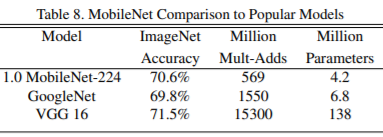 Table 8. MobileNet Comparison to Popular Models
Model ImageNet Million Million
Accuracy Mult-Adds Parameters
1.0 MobileNet-224 70.6% 569 4.2
GoogleNet 69.8% 1550 6.8
VGG 16 71.5% 15300 138